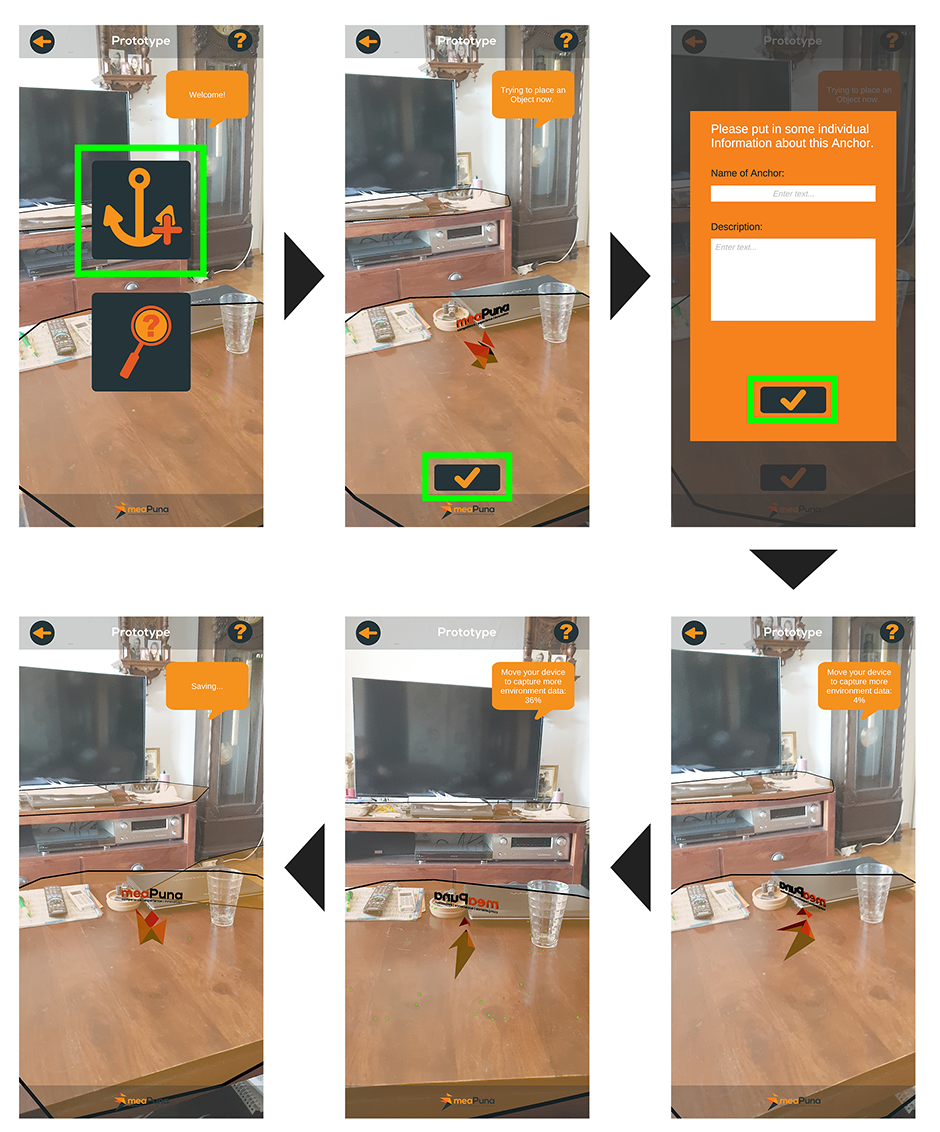 Prototype
?
Welcome!
?
meaPuna
Prototype
?
Trying to place an
Object now.
meaPuna
meaPuna
Prototype
?
Trying to place an
Object now.
Please put in some individual
Information about this Anchor.
Name of Anchor:
Enter text...
Description:
Enter text...
meaPuna
Prototype
?
Move your device
to capture more
environment data:
4%
meaPuna
meaPuna
Prototype
?
Move your device
to capture more
environment data:
36%
meaPuna
meaPuna
Prototype
?
Saving...
meaPuna
meaPuna